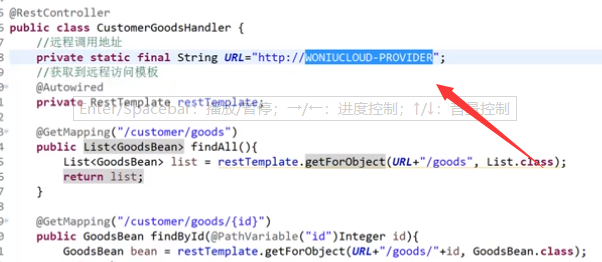 @RestController
public class CustomerGoodsHandler {
//远程调用地址
private static final String URL="http://WONIUCLOUD-PROVIDER";
//获取到远程访问模板
@Autowired
private RestTemplate restTemplate;
Enter/Spacebar: 播放/暂停; →/←: 进度控制; ↑/↓: 音量控制
@GetMapping("/customer/goods")
public List<GoodsBean> findAll(){
List<GoodsBean> list = restTemplate.getForObject(URL+"/goods", List.class);
return list;
}
@GetMapping("/customer/goods/{id}")
public GoodsBean findById(@PathVariable("id")Integer id){
GoodsBean bean = restTemplate.getForObject(URL+"/goods/"+id, GoodsBean.class);